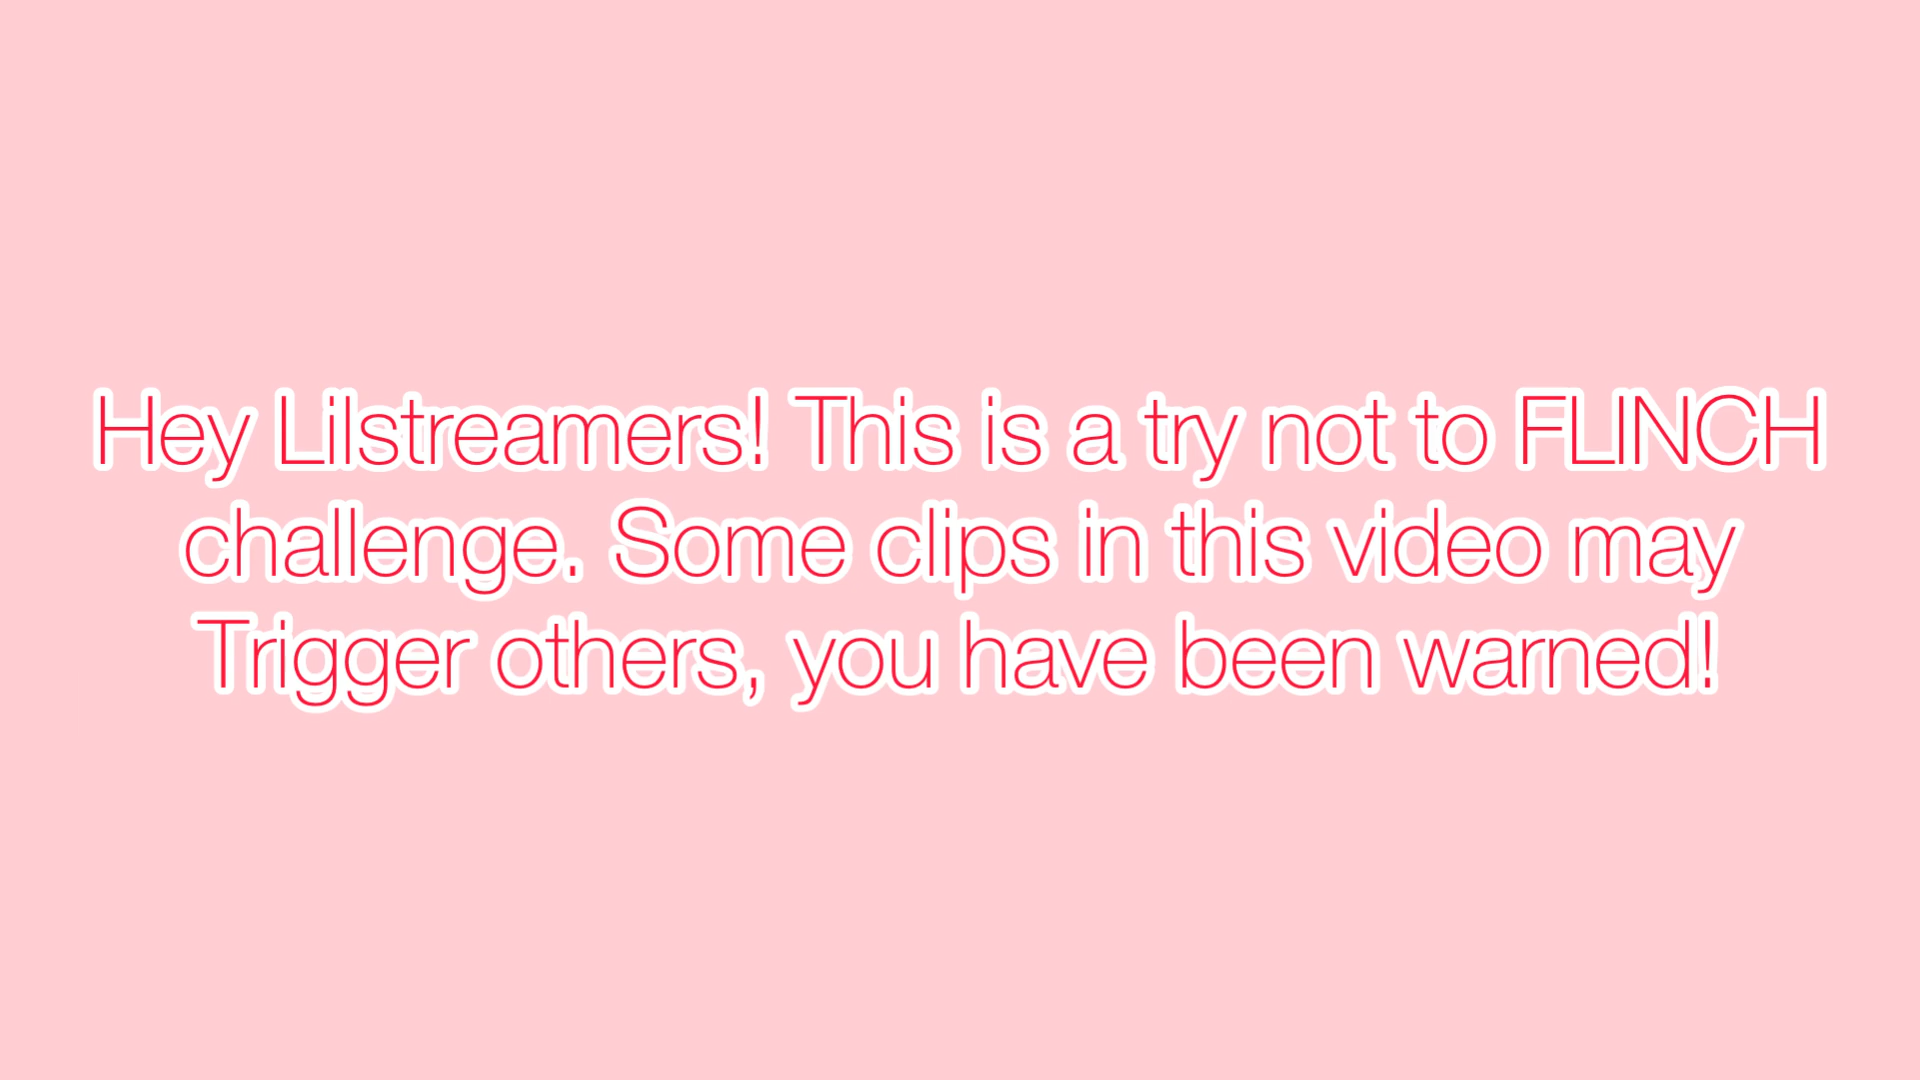 Hey Lilstreamers! This is a try not to FLINCH
challenge. Some clips in this video may
Trigger others, you have been warned!